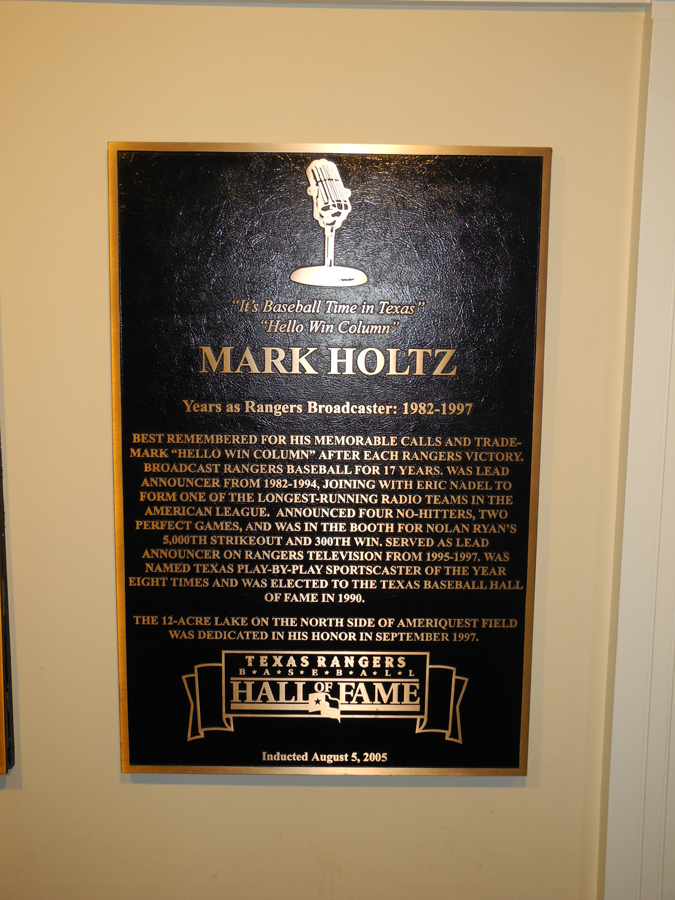 "It's Baseball Time in Texas"
"Hello Win Column"
MARK HOLTZ
Years as Rangers Broadcaster: 1982-1997
BEST REMEMBERED FOR HIS MEMORABLE CALLS AND TRADE-
MARK "HELLO WIN COLUMN" AFTER EACH RANGERS VICTORY.
BROADCAST RANGERS BASEBALL FOR 17 YEARS. WAS LEAD
ANNOUNCER FROM 1982-1994, JOINING WITH ERIC NADEL TO
FORM ONE OF THE LONGEST-RUNNING RADIO TEAMS IN THE
AMERICAN LEAGUE. ANNOUNCED FOUR NO-HITTERS, TWO
PERFECT GAMES, AND WAS IN THE BOOTH FOR NOLAN RYAN'S
5,000TH STRIKEOUT AND 300TH WIN. SERVED AS LEAD
ANNOUNCER ON RANGERS TELEVISION FROM 1995-1997. WAS
NAMED TEXAS PLAY-BY-PLAY SPORTSCASTER OF THE YEAR
EIGHT TIMES AND WAS ELECTED TO THE TEXAS BASEBALL HALL
OF FAME IN 1990.
THE 12-ACRE LAKE ON THE NORTH SIDE OF AMERIQUEST FIELD
WAS DEDICATED IN HIS HONOR IN SEPTEMBER 1997.
TEXAS RANGERS
B★A★S★E★B★A★L★L
HALL OF FAME
Inducted August 5, 2005